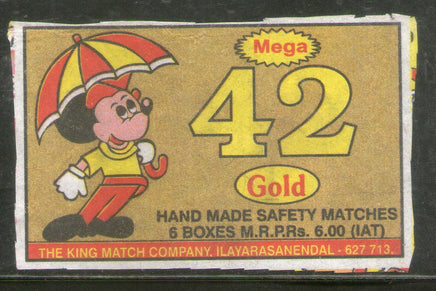 Mega
42
Gold
HAND MADE SAFETY MATCHES
6 BOXES M.R.P.Rs. 6.00 (IAT)
THE KING MATCH COMPANY, ILAYARASANENDAL - 627 713.